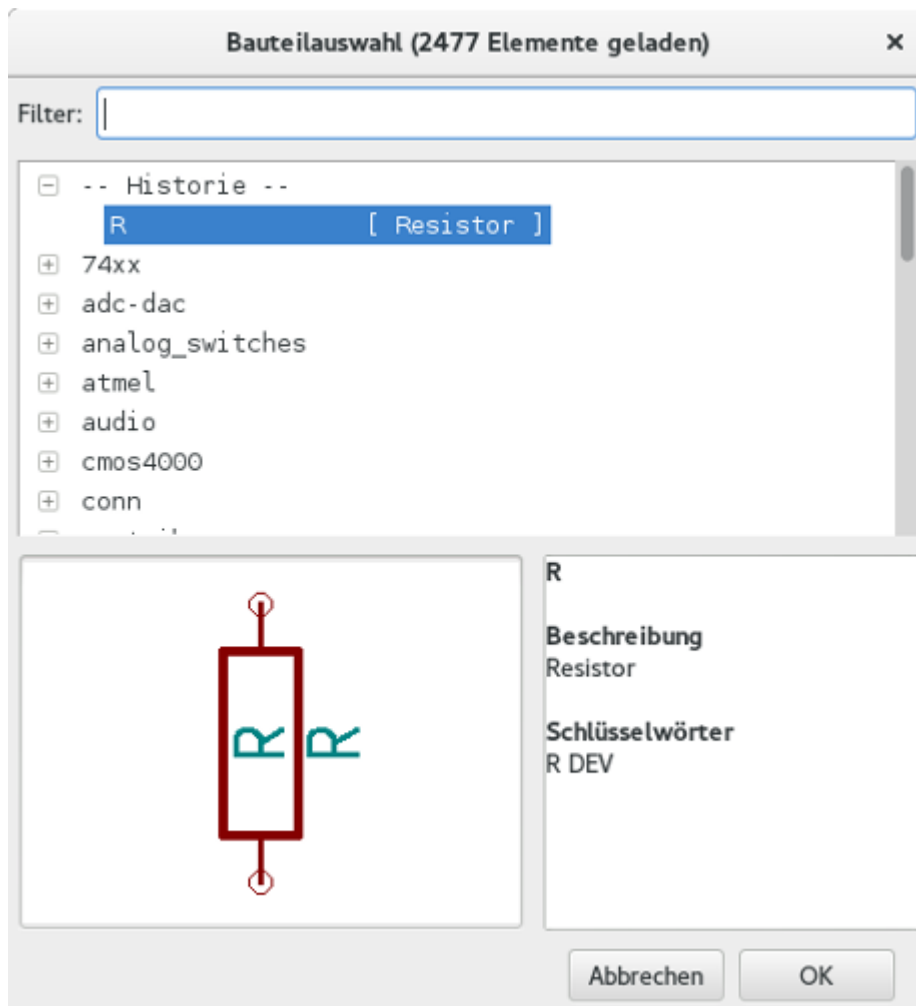 Bauteilauswahl (2477 Elemente geladen)
Filter:
-- Historie --
R [ Resistor ]
74xx
adc-dac
analog_switches
atmel
audio
cmos4000
conn
R
R
R
Beschreibung
Resistor
Schlüsselwörter
R DEV
Abbrechen
OK